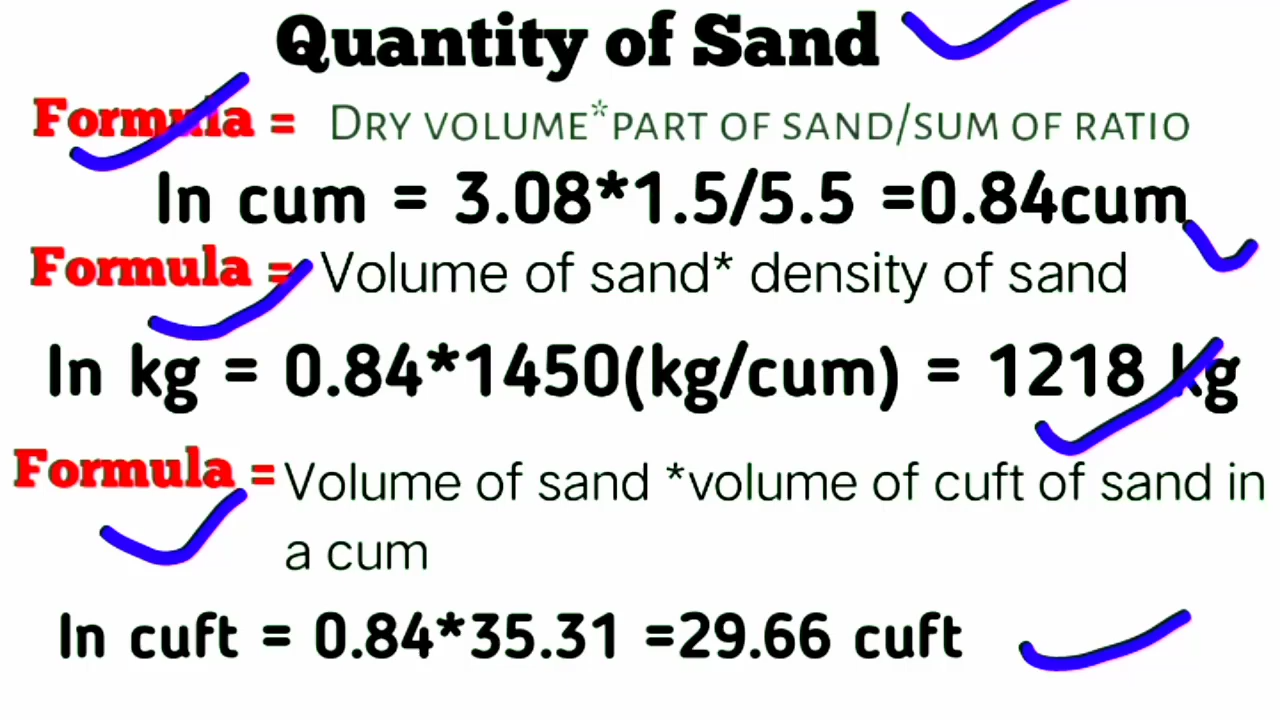 Quantity of Sand
Formula = DRY VOLUME*PART OF SAND/SUM OF RATIO
In cum = 3.08*1.5/5.5 =0.84cum
Formula = Volume of sand* density of sand
In kg = 0.84*1450(kg/cum) = 1218 kg
Formula = Volume of sand *volume of cuft of sand in
a cum
In cuft = 0.84*35.31 =29.66 cuft